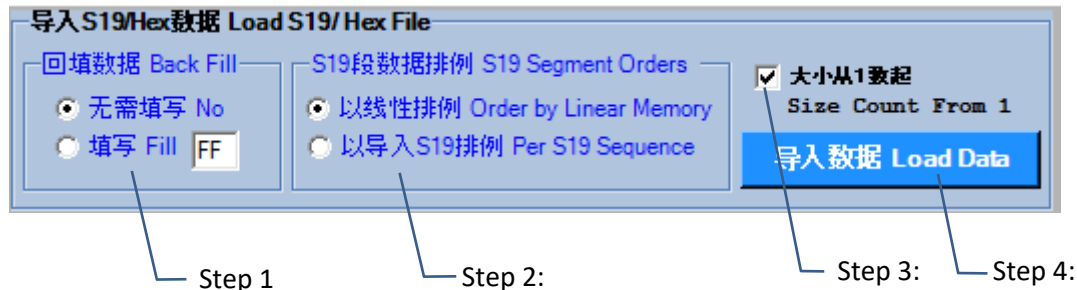 导入S19/Hex数据 Load S19/ Hex File
回填数据 Back Fill
无需填写 No
填写 Fill FF
S19段数据排例 S19 Segment Orders
以线性排例 Order by Linear Memory
以导入S19排例 Per S19 Sequence
大小从1数起
Size Count From 1
导入数据 Load Data
Step 1
Step 2:
Step 3:
Step 4: